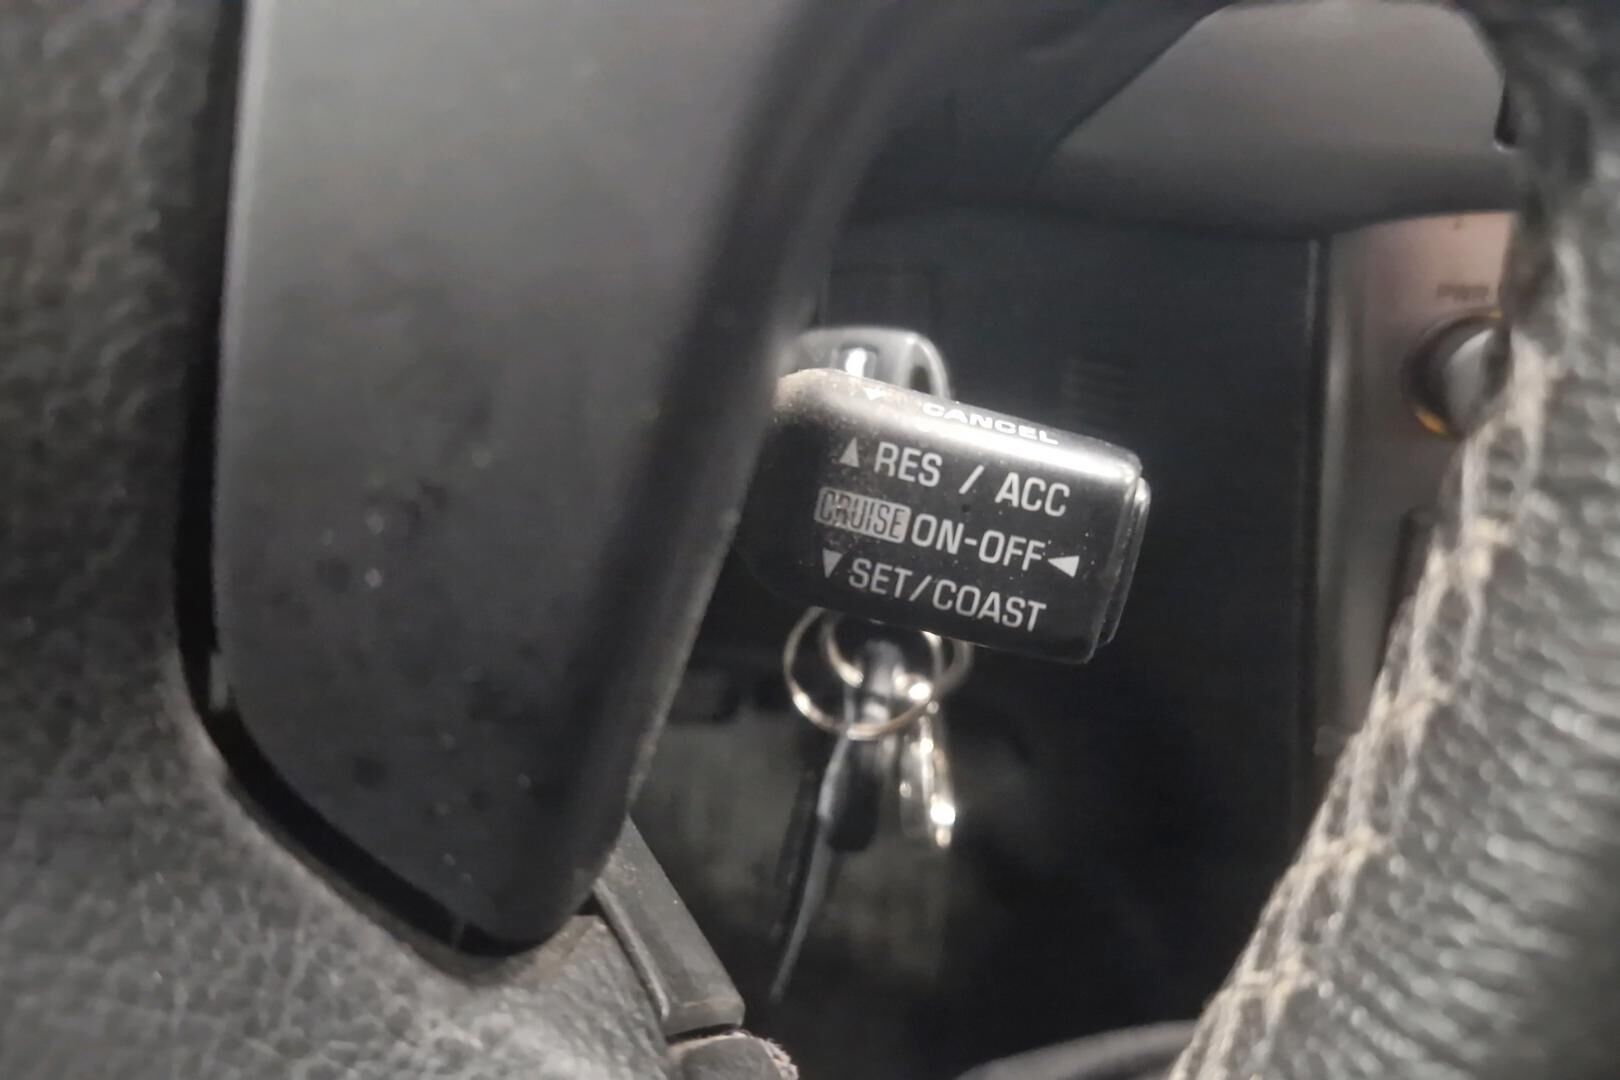 ▼ CANCEL
▲ RES / ACC
CRUISE ON-OFF ◀
▼ SET/COAST